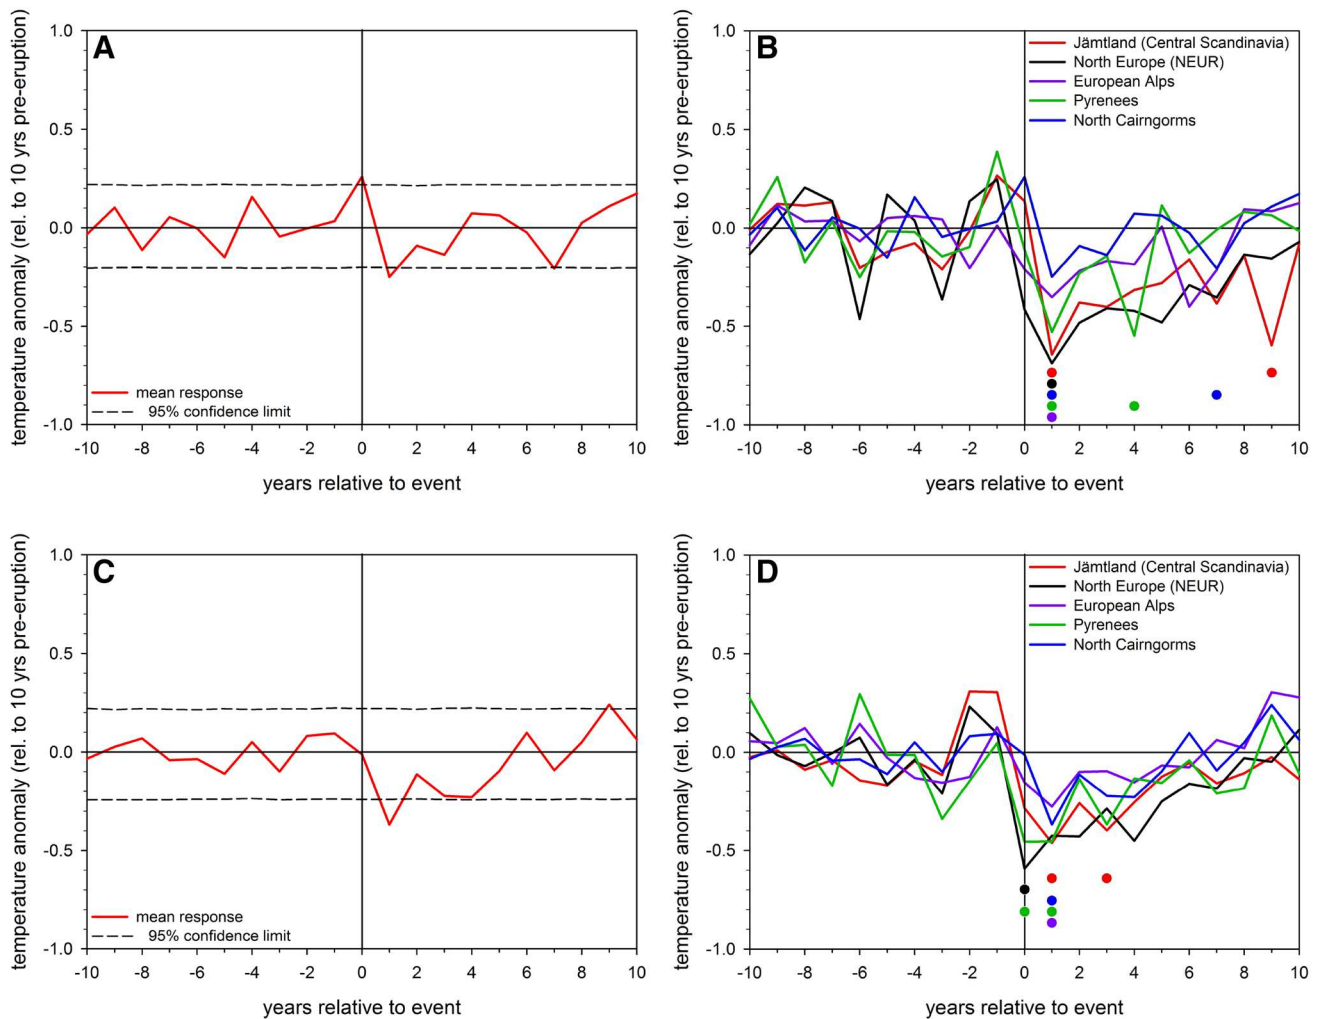 A
temperature anomaly (rel. to 10 yrs pre-eruption)
1.0
0.5
0.0
-0.5
-1.0
mean response
95% confidence limit
-10 -8 -6 -4 -2 0 2 4 6 8 10
years relative to event
B
temperature anomaly (rel. to 10 yrs pre-eruption)
1.0
0.5
0.0
-0.5
-1.0
Jämtland (Central Scandinavia)
North Europe (NEUR)
European Alps
Pyrenees
North Cairngorms
-10 -8 -6 -4 -2 0 2 4 6 8 10
years relative to event
C
temperature anomaly (rel. to 10 yrs pre-eruption)
1.0
0.5
0.0
-0.5
-1.0
mean response
95% confidence limit
-10 -8 -6 -4 -2 0 2 4 6 8 10
years relative to event
D
temperature anomaly (rel. to 10 yrs pre-eruption)
1.0
0.5
0.0
-0.5
-1.0
Jämtland (Central Scandinavia)
North Europe (NEUR)
European Alps
Pyrenees
North Cairngorms
-10 -8 -6 -4 -2 0 2 4 6 8 10
years relative to event